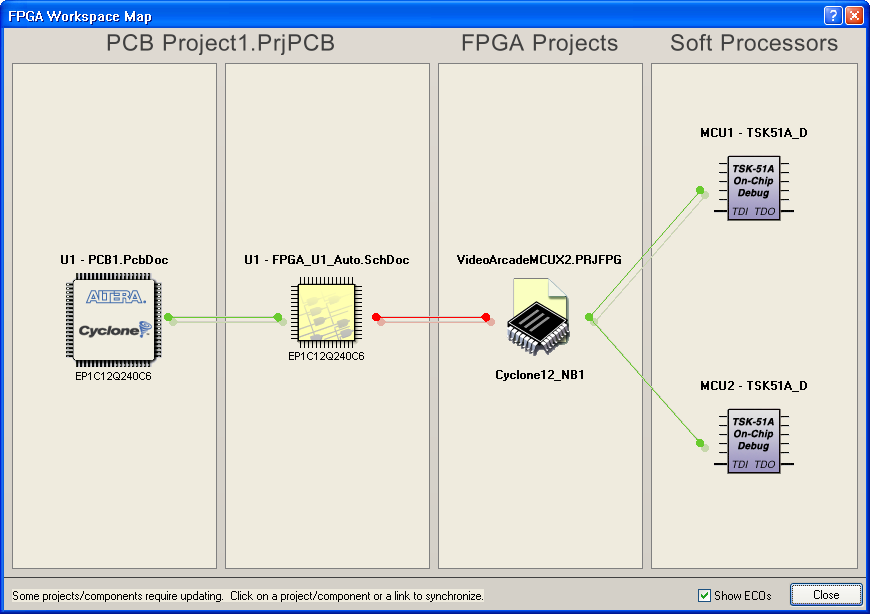 FPGA Workspace Map
PCB Project1.PrjPCB
FPGA Projects
Soft Processors
MCU1 - TSK51A_D
TSK-51A
On-Chip
Debug
TDI TDO
U1 - PCB1.PcbDoc
U1 - FPGA_U1_Auto.SchDoc
VideoArcadeMCUX2.PRJFPG
ALTERA.
Cyclone
EP1C12Q240C6
EP1C12Q240C6
Cyclone12_NB1
MCU2 - TSK51A_D
TSK-51A
On-Chip
Debug
TDI TDO
Some projects/components require updating. Click on a project/component or a link to synchronize.
Show ECOs
Close